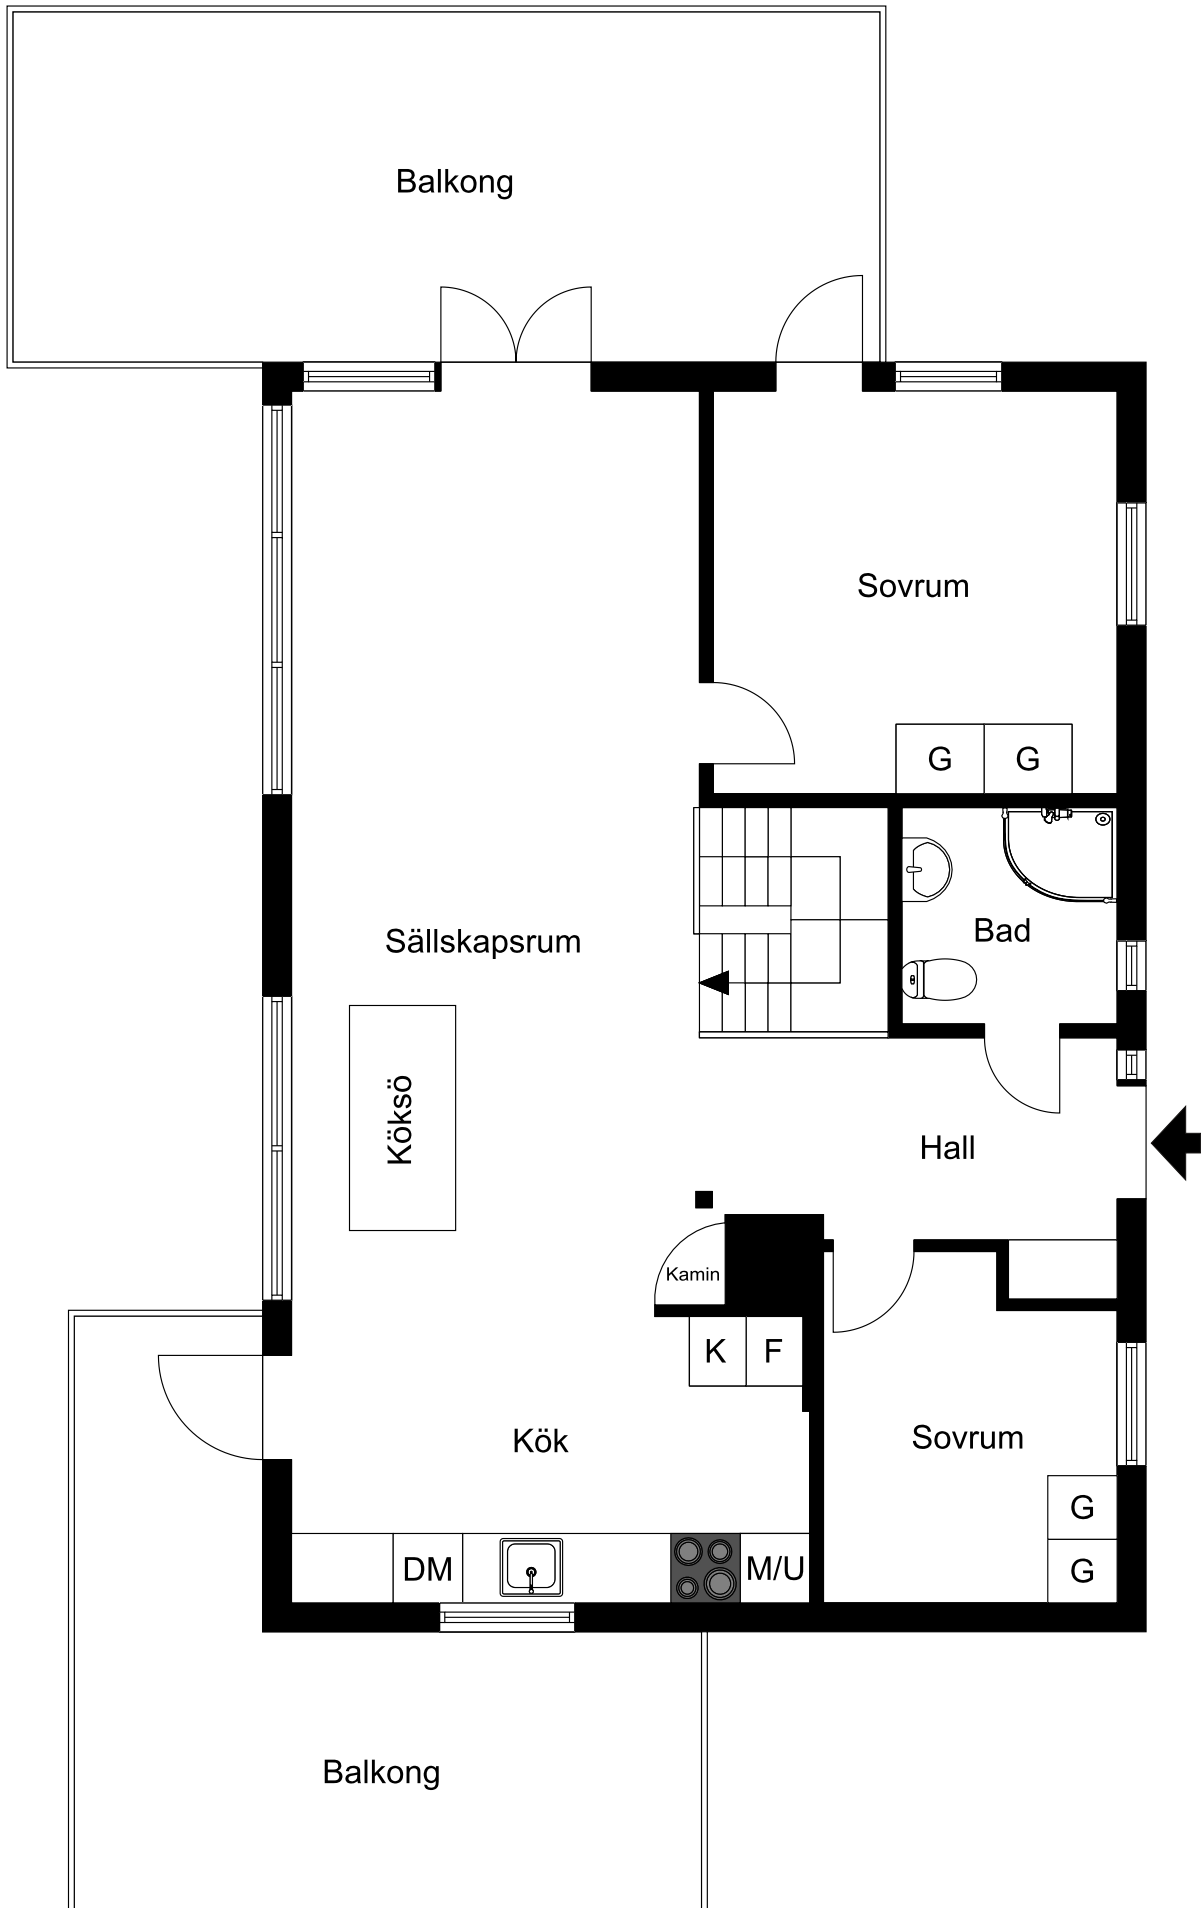 Balkong
Sovrum
G G
Sällskapsrum
Bad
Köksö
Hall
Kamin
K F
Kök
Sovrum
G
G
DM
M/U
Balkong